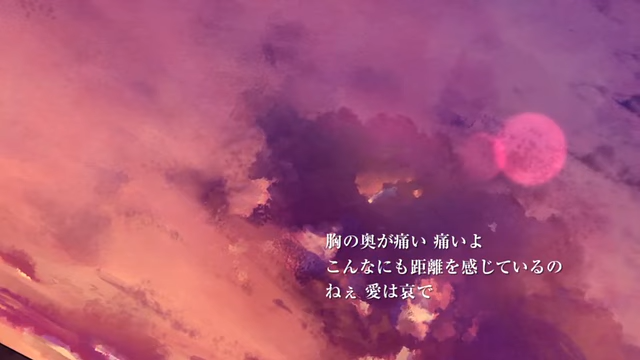 胸の奥が痛い 痛いよ
こんなにも距離を感じているの
ねぇ 愛は哀で